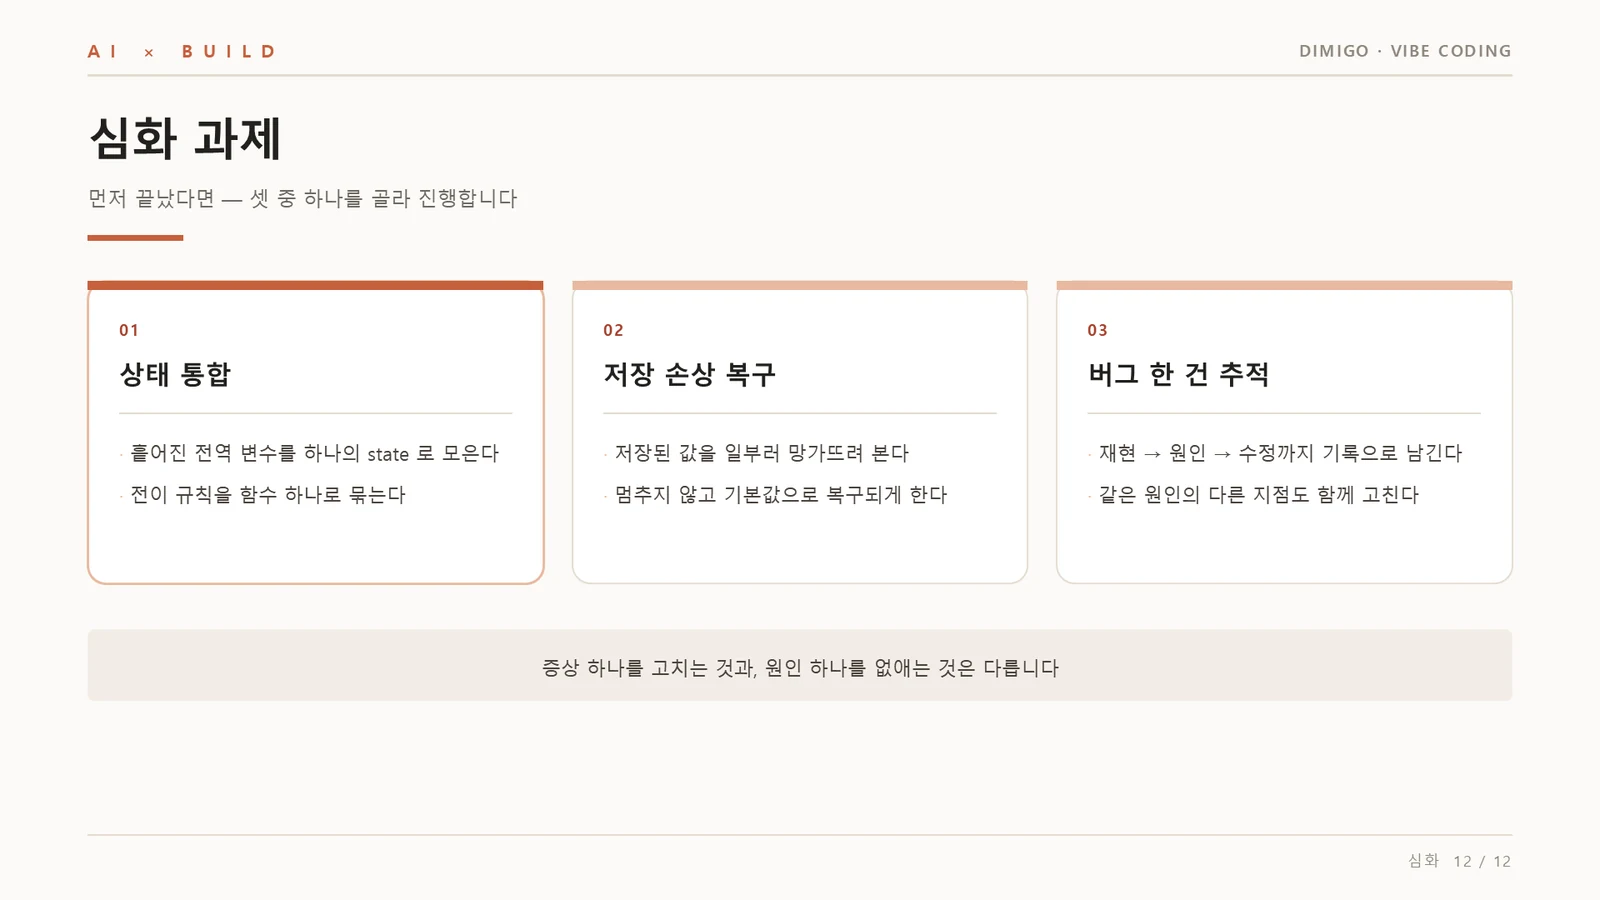 AI × BUILD
DIMIGO · VIBE CODING
심화 과제
먼저 끝났다면 — 셋 중 하나를 골라 진행합니다
01
상태 통합
· 흩어진 전역 변수를 하나의 state 로 모은다
· 전이 규칙을 함수 하나로 묶는다
02
저장 손상 복구
· 저장된 값을 일부러 망가뜨려 본다
· 멈추지 않고 기본값으로 복구되게 한다
03
버그 한 건 추적
· 재현 → 원인 → 수정까지 기록으로 남긴다
· 같은 원인의 다른 지점도 함께 고친다
증상 하나를 고치는 것과, 원인 하나를 없애는 것은 다릅니다
심화 12 / 12